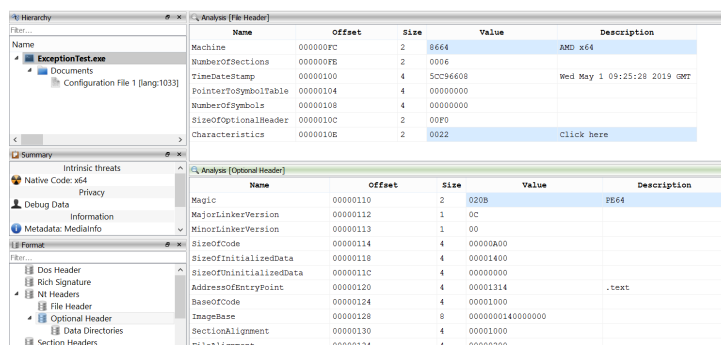 Hierarchy
Filter...
Name
ExceptionTest.exe
Documents
Configuration File 1 [lang:1033]
Summary
Intrinsic threats
Native Code: x64
Privacy
Debug Data
Information
Metadata: MediaInfo
Format
Filter...
Dos Header
Rich Signature
Nt Headers
File Header
Optional Header
Data Directories
Section Headers
Analysis [File Header]
Name Offset Size Value Description
Machine 000000FC 2 8664 AMD x64
NumberOfSections 000000FE 2 0006
TimeDateStamp 00000100 4 5CC96608 Wed May 1 09:25:28 2019 GMT
PointerToSymbolTable 00000104 4 00000000
NumberOfSymbols 00000108 4 00000000
SizeOfOptionalHeader 0000010C 2 00F0
Characteristics 0000010E 2 0022 Click here
Analysis [Optional Header]
Name Offset Size Value Description
Magic 00000110 2 020B PE64
MajorLinkerVersion 00000112 1 0C
MinorLinkerVersion 00000113 1 00
SizeOfCode 00000114 4 00000A00
SizeOfInitializedData 00000118 4 00001400
SizeOfUninitializedData 0000011C 4 00000000
AddressOfEntryPoint 00000120 4 00001314 .text
BaseOfCode 00000124 4 00001000
ImageBase 00000128 8 0000000140000000
SectionAlignment 00000130 4 00001000